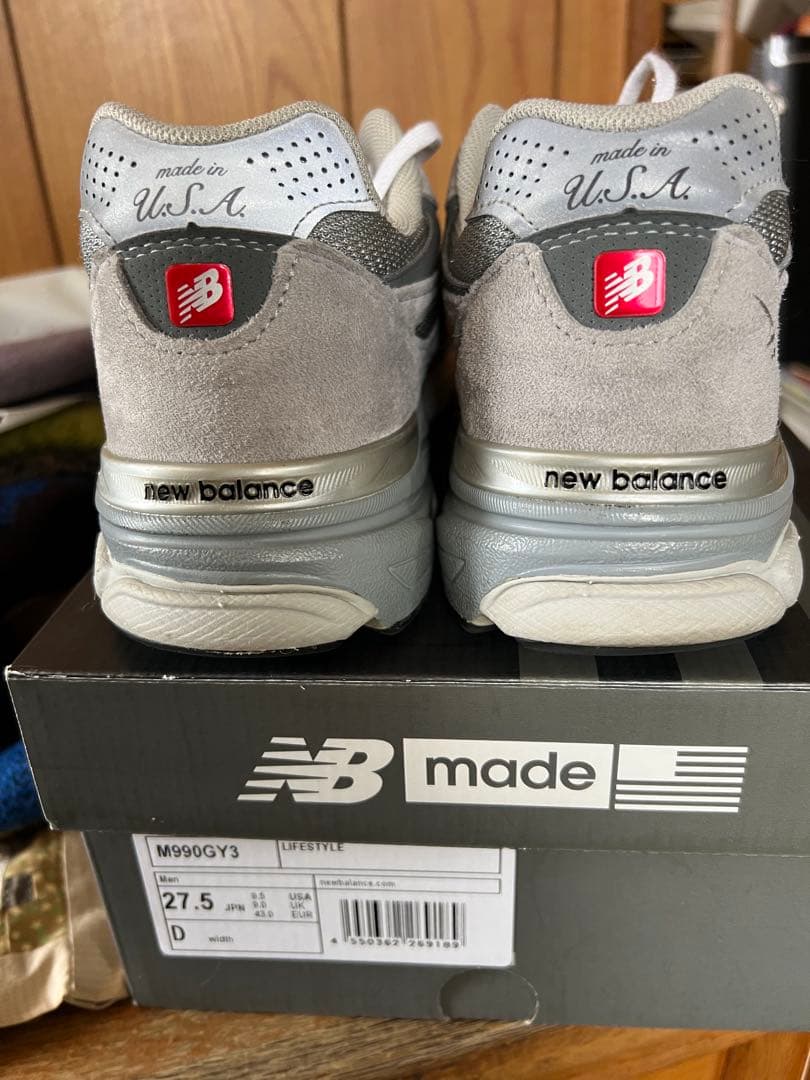 made in
U.S.A.
made in
U.S.A.
NB
NB
new balance
new balance
NB made
M990GY3
LIFESTYLE
Men
newbalance.com
27.5 JPN
9.5 USA
9.0 UK
43.0 EUR
D width
4 550362 269189